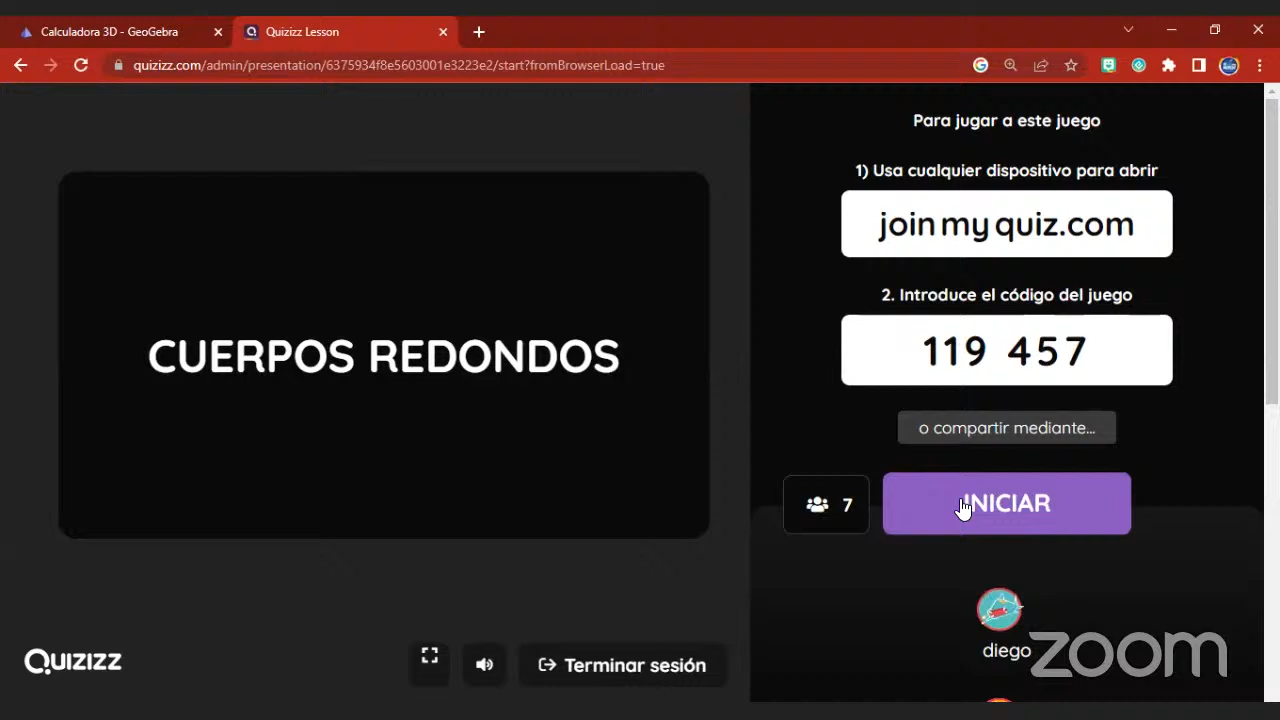 Calculadora 3D - GeoGebra
Quizizz Lesson
quizizz.com/admin/presentation/6375934f8e5603001e3223e2/start?fromBrowserLoad=true
CUERPOS REDONDOS
Quizizz
Terminar sesión
Para jugar a este juego
1) Usa cualquier dispositivo para abrir
joinmyquiz.com
2. Introduce el código del juego
119 457
o compartir mediante...
7
INICIAR
diego
zoom